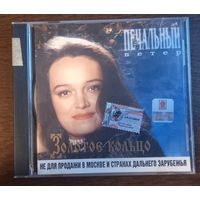 ПЕЧАЛЬНЫЙ
ветер
Золотое кольцо
НЕ ДЛЯ ПРОДАЖИ В МОСКВЕ И СТРАНАХ ДАЛЬНЕГО ЗАРУБЕЖЬЯ